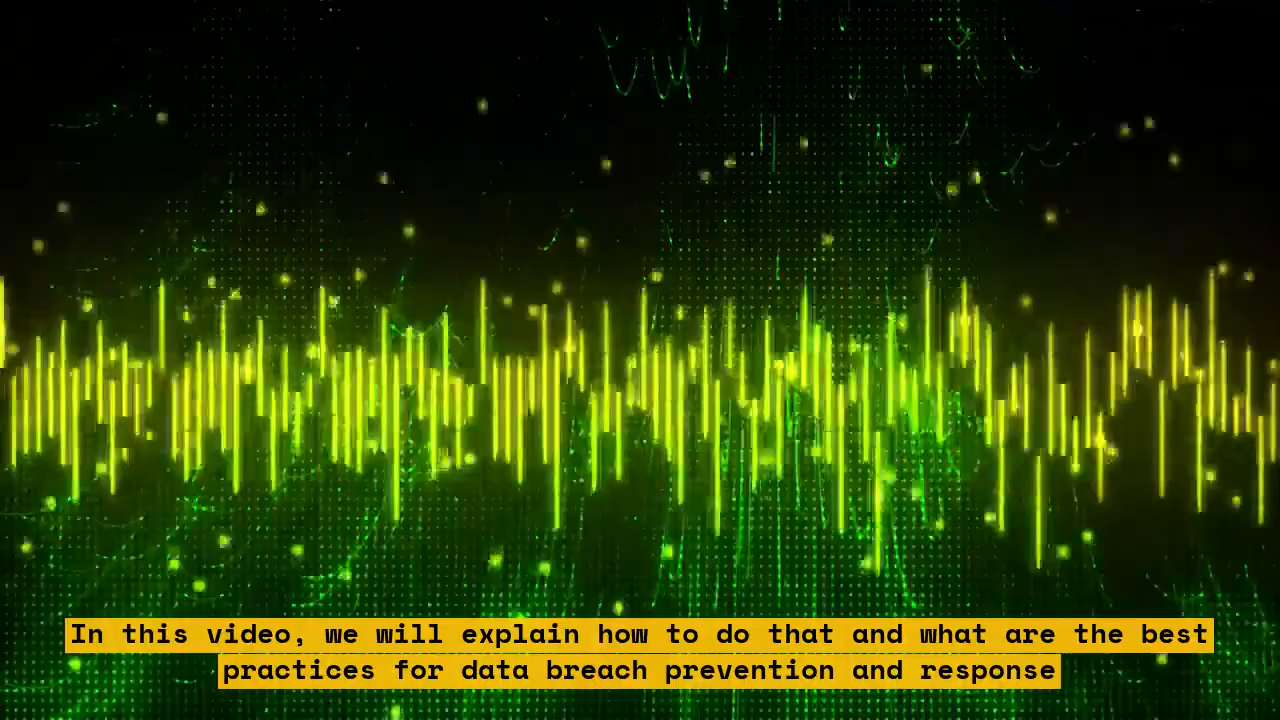 In this video, we will explain how to do that and what are the best
practices for data breach prevention and response